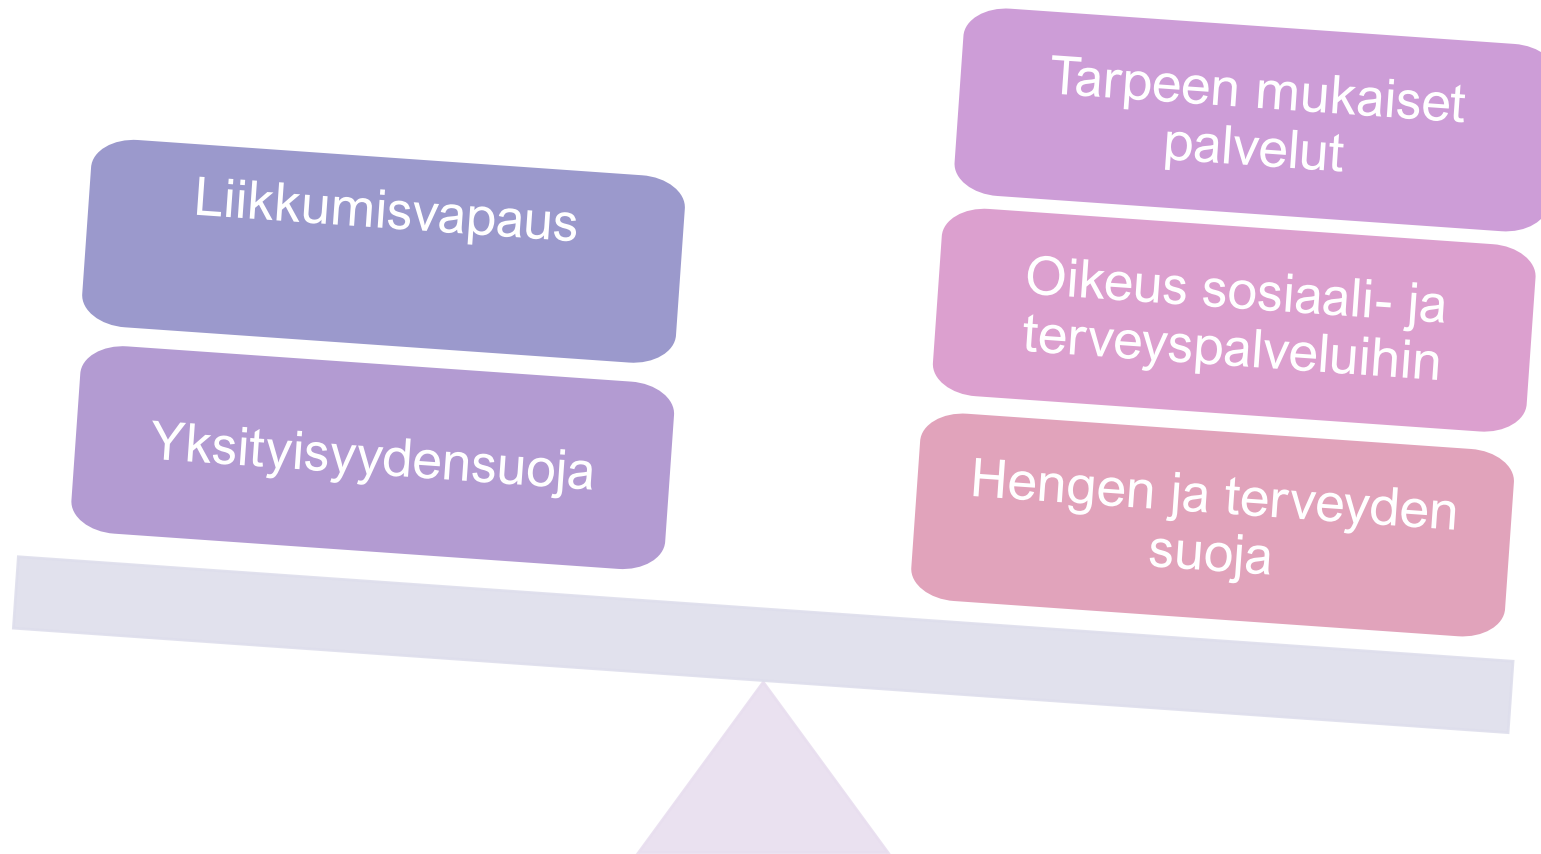 Liikkumisvapaus
Yksityisyydensuoja
Tarpeen mukaiset
palvelut
Oikeus sosiaali- ja
terveyspalveluihin
Hengen ja terveyden
suoja